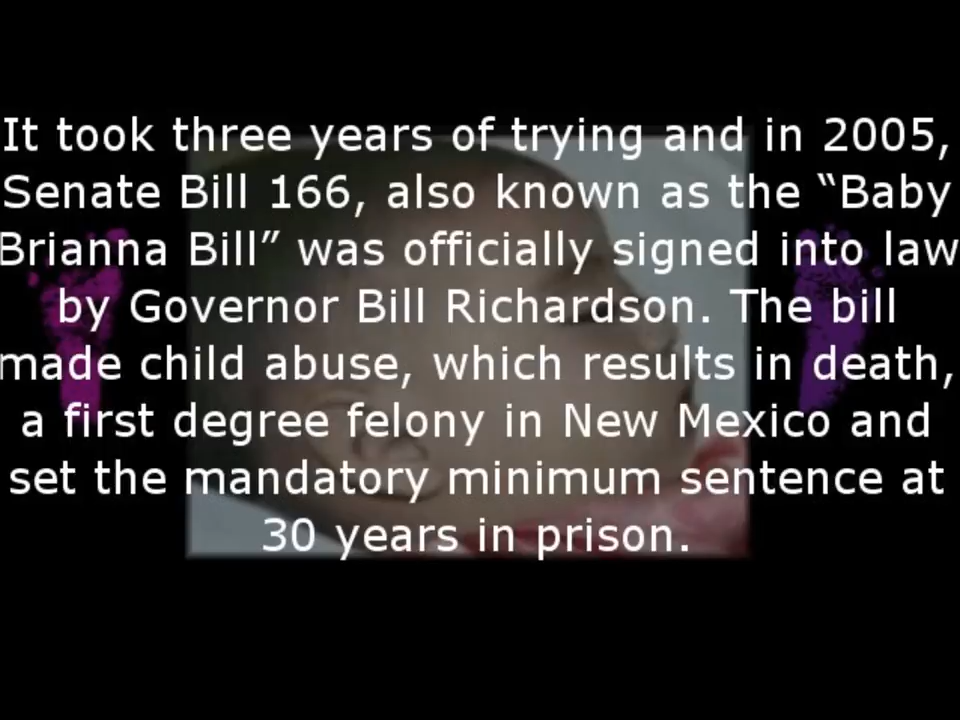 It took three years of trying and in 2005,
Senate Bill 166, also known as the “Baby
Brianna Bill” was officially signed into law
by Governor Bill Richardson. The bill
made child abuse, which results in death,
a first degree felony in New Mexico and
set the mandatory minimum sentence at
30 years in prison.